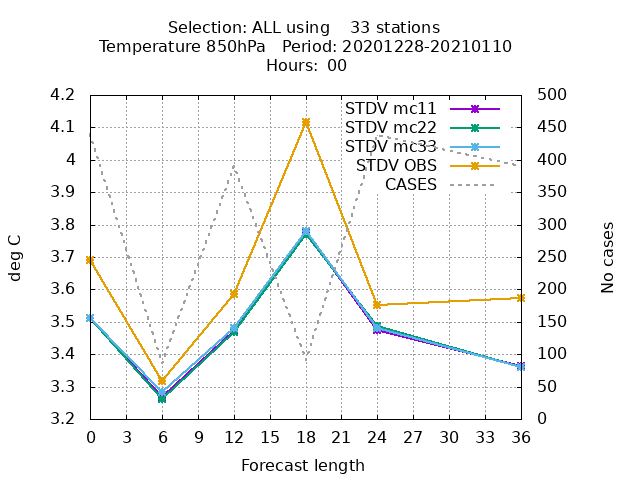 Selection: ALL using    33 stations
Temperature 850hPa   Period: 20201228-20210110
Hours:  00
STDV mc11
STDV mc22
STDV mc33
STDV OBS
CASES
4.2
4.1
4
3.9
3.8
3.7
3.6
3.5
3.4
3.3
3.2
deg C
500
450
400
350
300
250
200
150
100
50
0
No cases
0 3 6 9 12 15 18 21 24 27 30 33 36
Forecast length